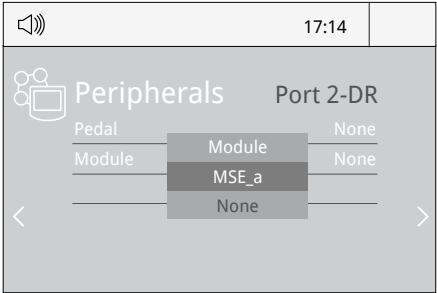 17:14
Peripherals Port 2-DR
Pedal None
Module None
Module
MSE_a
None